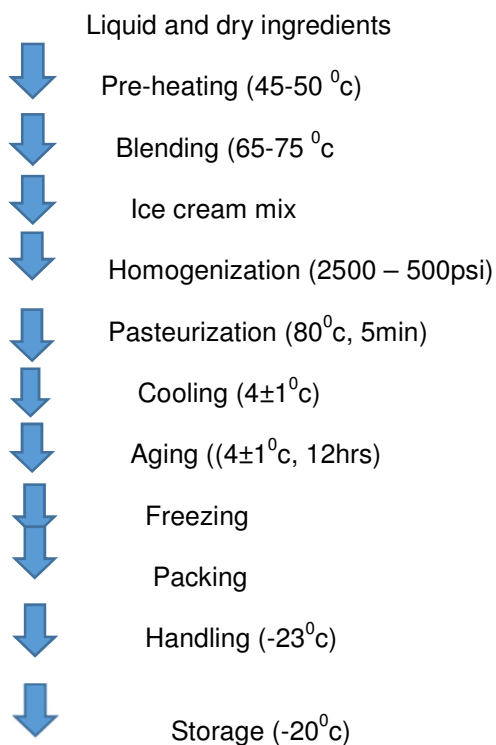 Liquid and dry ingredients
Pre-heating (45-50 ⁰c)
Blending (65-75 ⁰c
Ice cream mix
Homogenization (2500 – 500psi)
Pasteurization (80⁰c, 5min)
Cooling (4±1⁰c)
Aging ((4±1⁰c, 12hrs)
Freezing
Packing
Handling (-23⁰c)
Storage (-20⁰c)